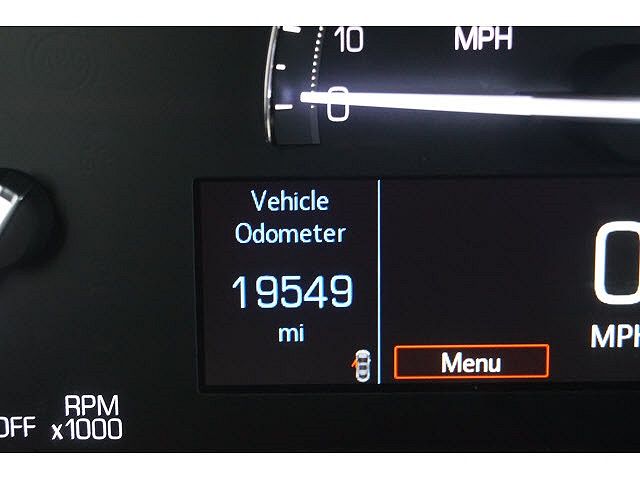 10 MPH
0
Vehicle
Odometer
19549
mi
0
MPH
Menu
RPM
OFF x1000